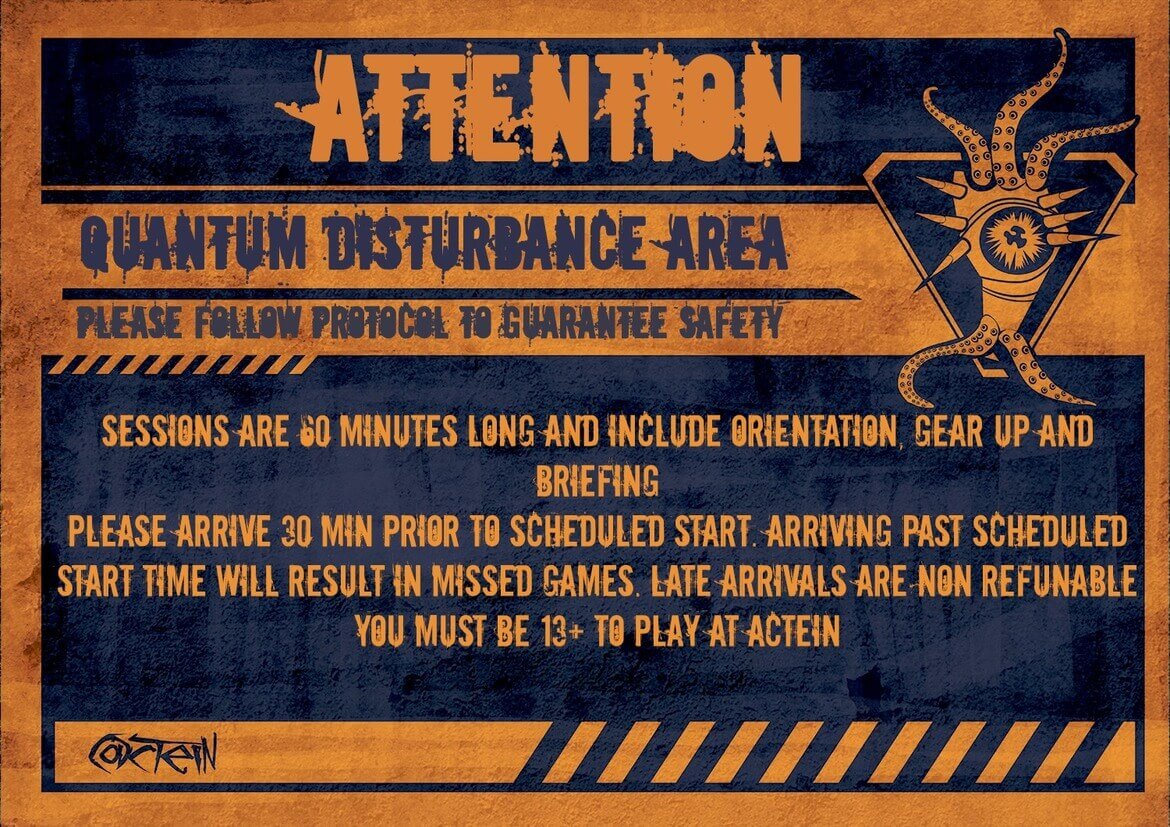 ATTENTION
QUANTUM DISTURBANCE AREA
PLEASE FOLLOW PROTOCOL TO GUARANTEE SAFETY
SESSIONS ARE 60 MINUTES LONG AND INCLUDE ORIENTATION, GEAR UP AND
BRIEFING
PLEASE ARRIVE 30 MIN PRIOR TO SCHEDULED START. ARRIVING PAST SCHEDULED
START TIME WILL RESULT IN MISSED GAMES. LATE ARRIVALS ARE NON REFUNABLE
YOU MUST BE 13+ TO PLAY AT ACTEIN